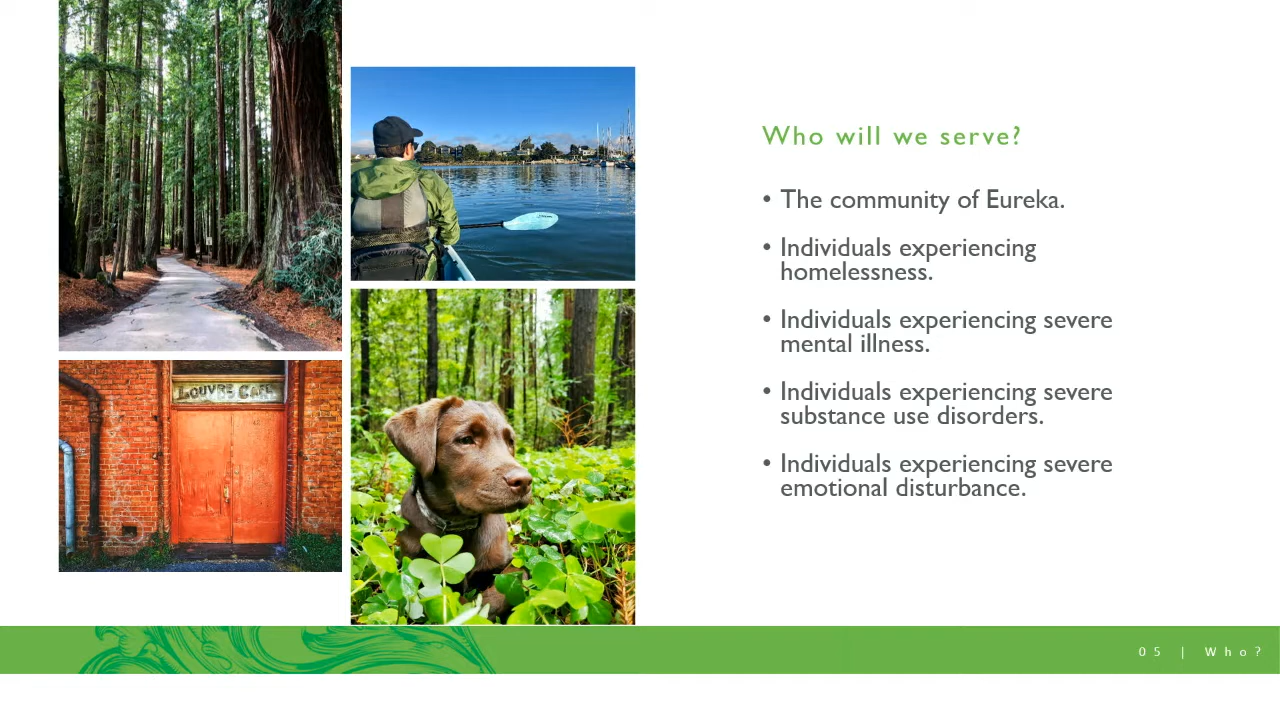 LOUVRE CAFE
Who will we serve?
• The community of Eureka.
• Individuals experiencing
homelessness.
• Individuals experiencing severe
mental illness.
• Individuals experiencing severe
substance use disorders.
• Individuals experiencing severe
emotional disturbance.
05 | Who?